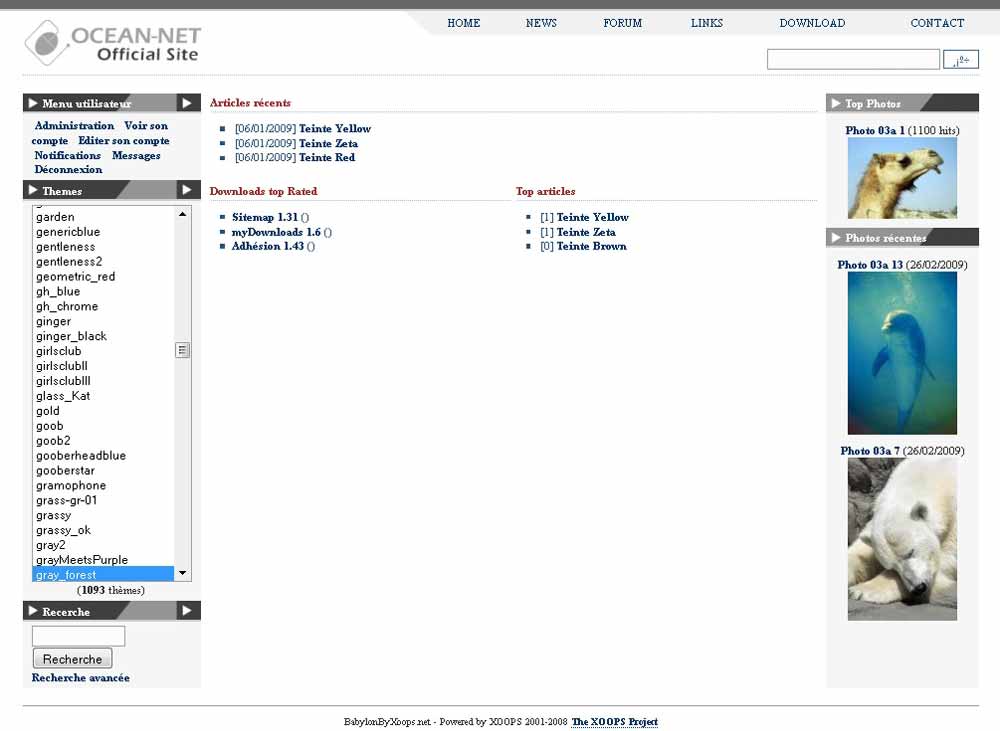 HOME NEWS FORUM LINKS DOWNLOAD CONTACT
OCEAN-NET
Official Site
Menu utilisateur
Administration Voir son
compte Editer son compte
Notifications Messages
Déconnexion
Themes
garden
genericblue
gentleness
gentleness2
geometric_red
gh_blue
gh_chrome
ginger
ginger_black
girlsclub
girlsclubII
girlsclubIII
glass_Kat
gold
goob
goob2
gooberheadblue
gooberstar
gramophone
grass-gr-01
grassy
grassy_ok
gray2
grayMeetsPurple
gray_forest
(1093 thèmes)
Recerche
Recherche
Recherche avancée
Articles récents
[06/01/2009] Teinte Yellow
[06/01/2009] Teinte Zeta
[06/01/2009] Teinte Red
Downloads top Rated
Sitemap 1.31 ()
myDownloads 1.6 ()
Adhésion 1.43 ()
Top articles
[1] Teinte Yellow
[1] Teinte Zeta
[0] Teinte Brown
Top Photos
Photo 03a 1 (1100 hits)
Photos récentes
Photo 03a 13 (26/02/2009)
Photo 03a 7 (26/02/2009)
BabylonByXoops.net - Powered by XOOPS 2001-2008 The XOOPS Project